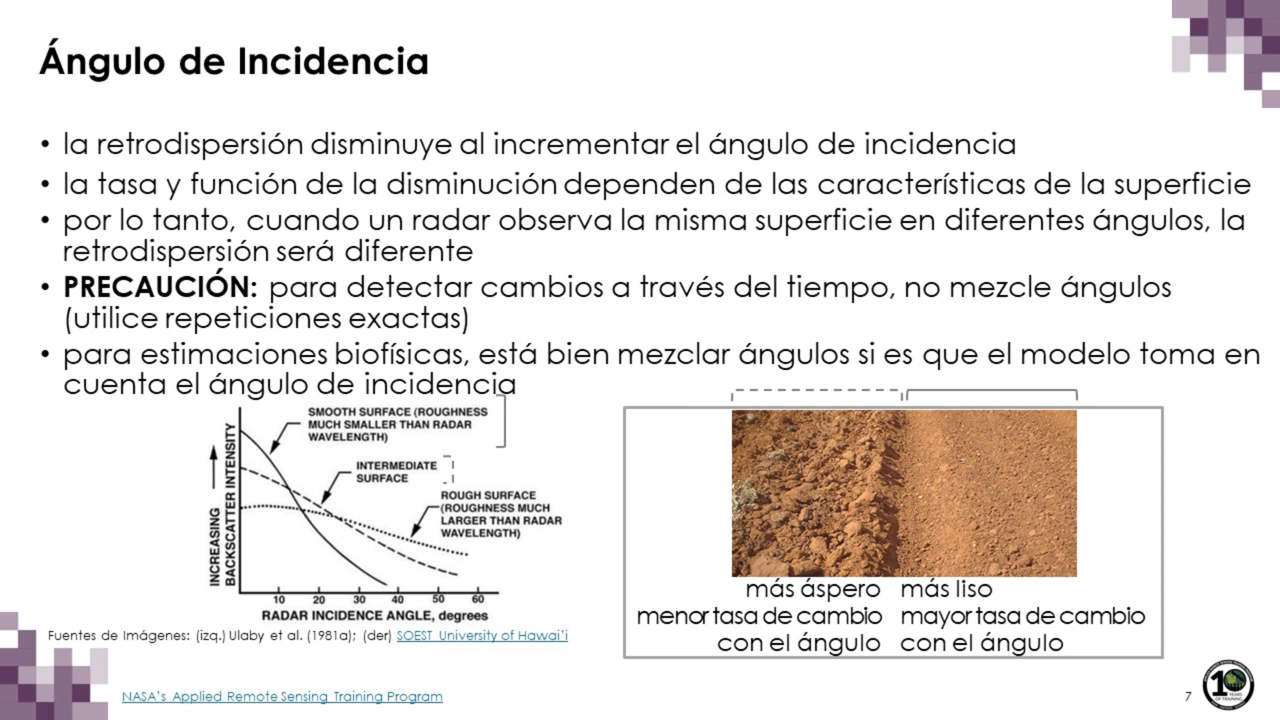 Ángulo de Incidencia
• la retrodispersión disminuye al incrementar el ángulo de incidencia
• la tasa y función de la disminución dependen de las características de la superficie
• por lo tanto, cuando un radar observa la misma superficie en diferentes ángulos, la
retrodispersión será diferente
• PRECAUCIÓN: para detectar cambios a través del tiempo, no mezcle ángulos
(utilice repeticiones exactas)
• para estimaciones biofísicas, está bien mezclar ángulos si es que el modelo toma en
cuenta el ángulo de incidencia
SMOOTH SURFACE (ROUGHNESS
MUCH SMALLER THAN RADAR
WAVELENGTH)
INTERMEDIATE
SURFACE
ROUGH SURFACE
(ROUGHNESS MUCH
LARGER THAN RADAR
WAVELENGTH)
INCREASING
BACKSCATTER INTENSITY
10 20 30 40 50 60
RADAR INCIDENCE ANGLE, degrees
más áspero
menor tasa de cambio
con el ángulo
más liso
mayor tasa de cambio
con el ángulo
Fuentes de Imágenes: (izq.) Ulaby et al. (1981a); (der) SOEST University of Hawai'i
NASA's Applied Remote Sensing Training Program
7
10
YEARS
OF TRAINING